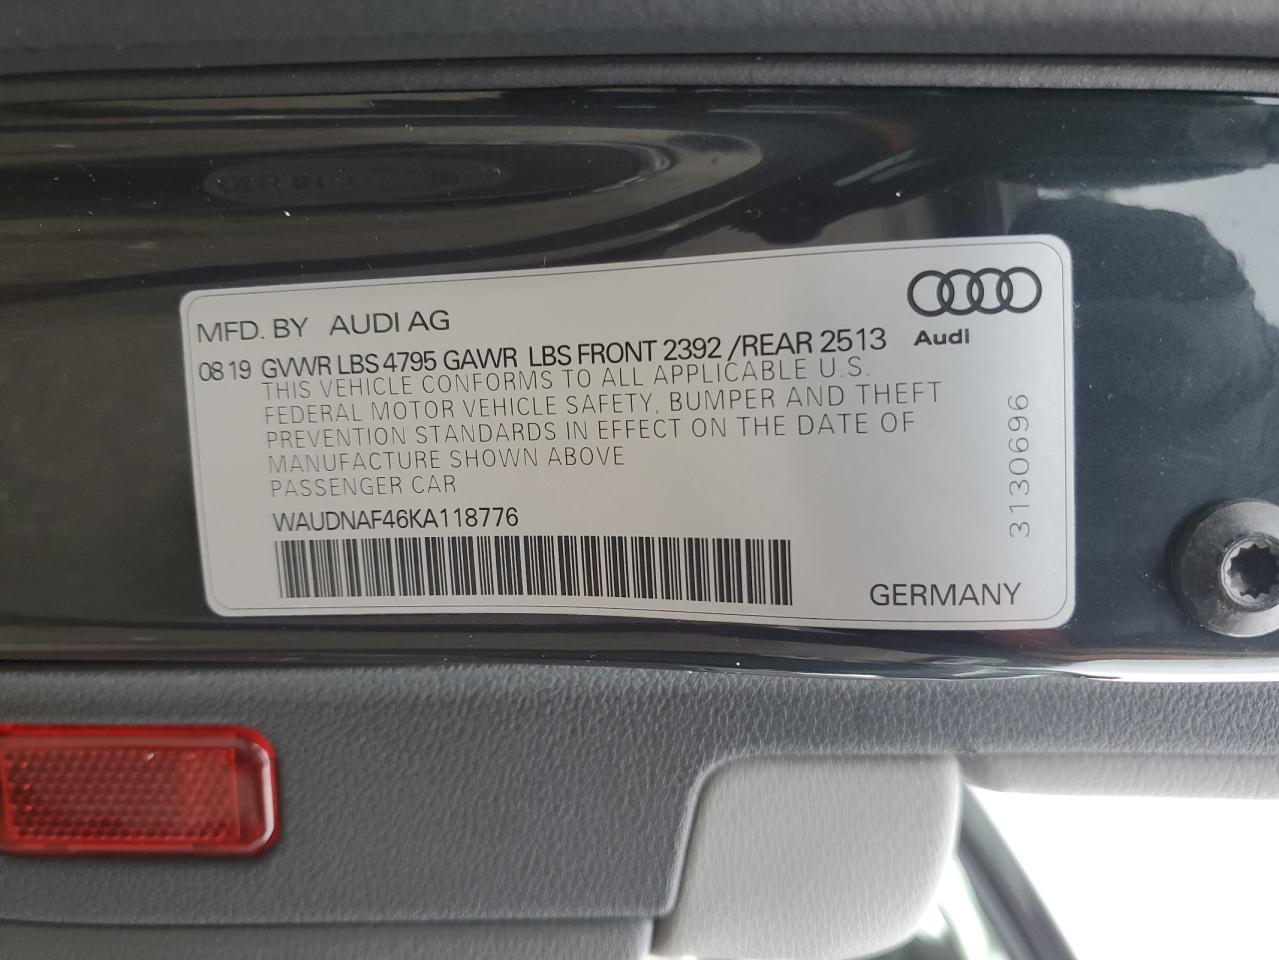 MFD. BY AUDI AG
Audi
08 19 GVWR LBS 4795 GAWR LBS FRONT 2392 /REAR 2513
THIS VEHICLE CONFORMS TO ALL APPLICABLE U.S.
FEDERAL MOTOR VEHICLE SAFETY, BUMPER AND THEFT
PREVENTION STANDARDS IN EFFECT ON THE DATE OF
MANUFACTURE SHOWN ABOVE
PASSENGER CAR
WAUDNAF46KA118776
GERMANY
3130696